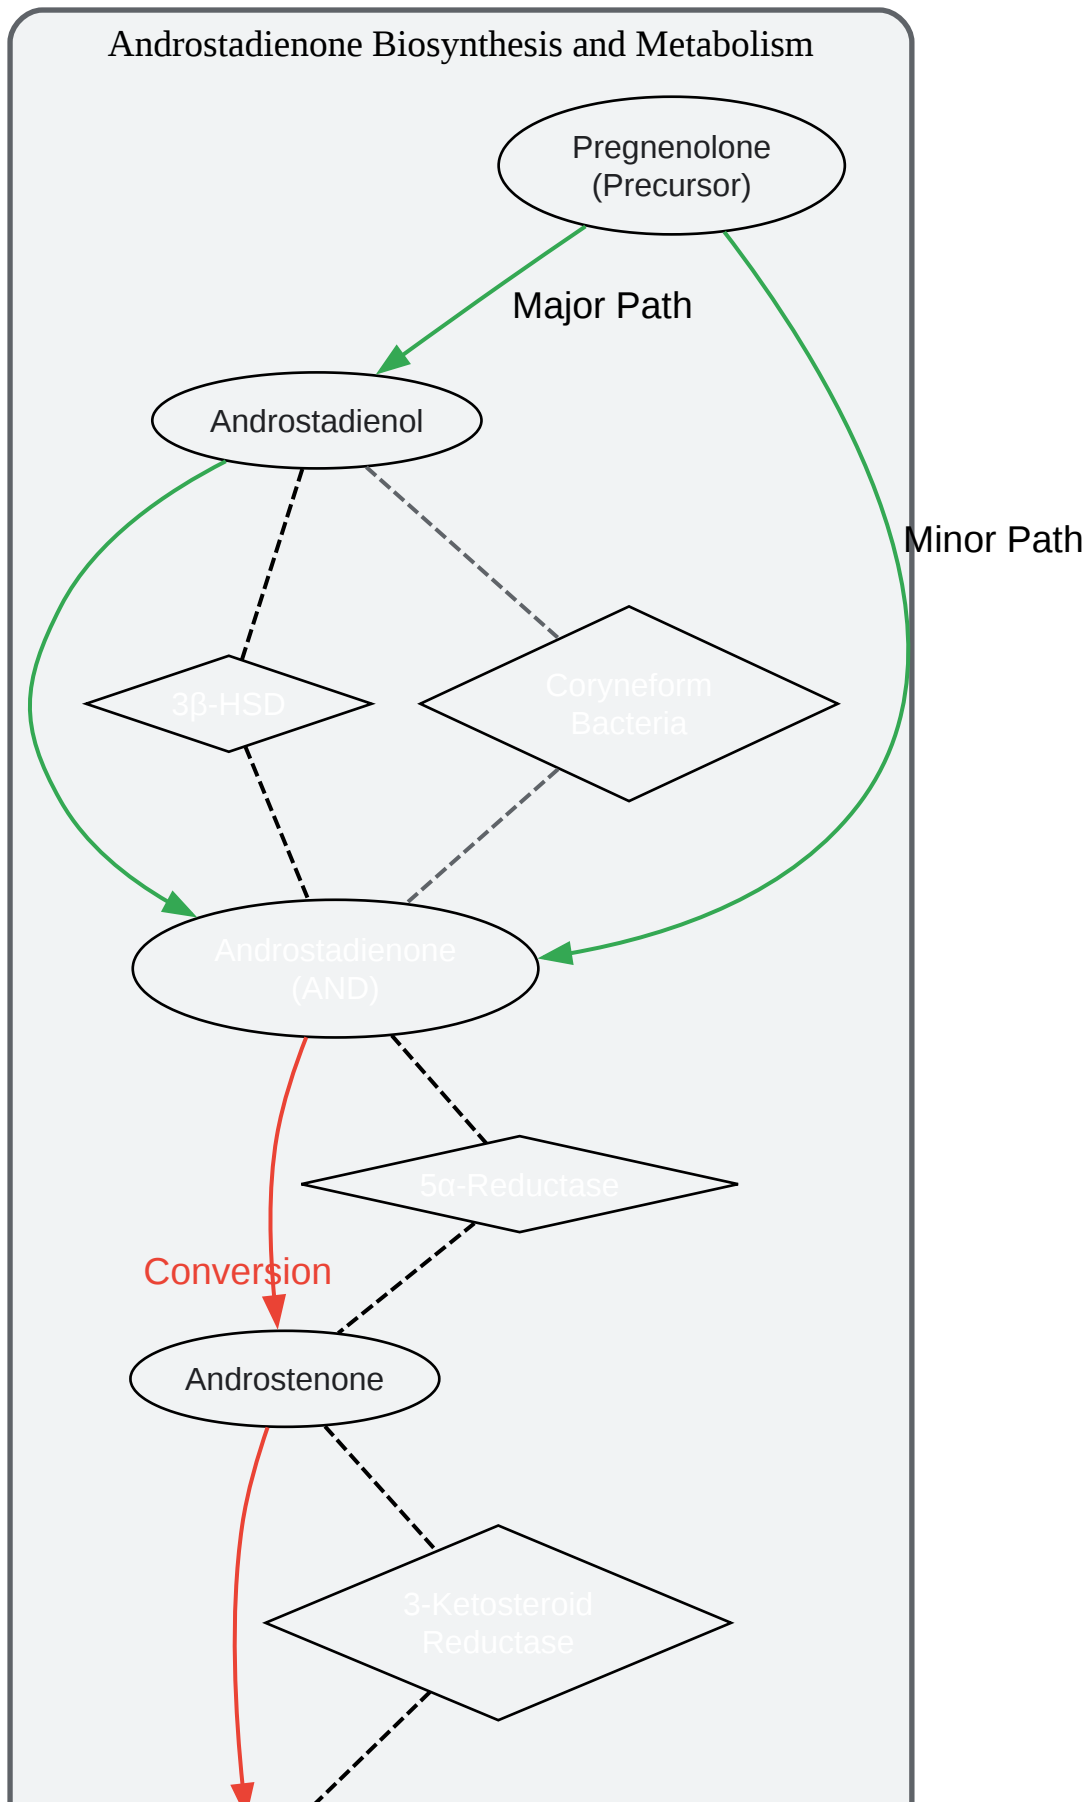 Androstadienone Biosynthesis and Metabolism
Pregnenolone
(Precursor)
Major Path
Androstadienol
Minor Path
3β-HSD
Coryneform
Bacteria
Androstadienone
(AND)
5α-Reductase
Conversion
Androstenone
3-Ketosteroid
Reductase